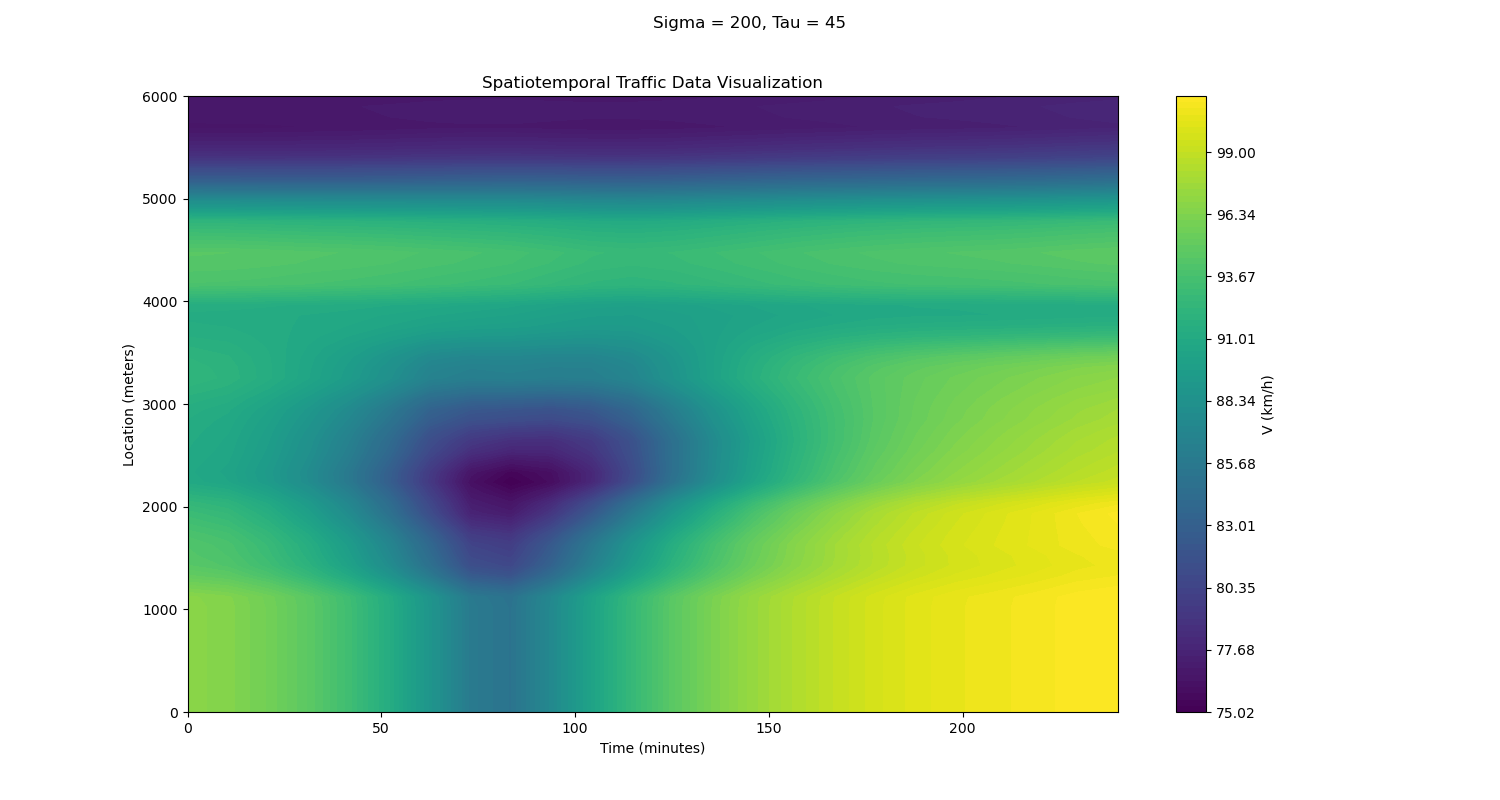 Sigma = 200, Tau = 45
Spatiotemporal Traffic Data Visualization
6000
5000
4000
3000
2000
1000
0
Location (meters)
0 50 100 150 200
Time (minutes)
99.00
96.34
93.67
91.01
88.34
85.68
83.01
80.35
77.68
75.02
V (km/h)